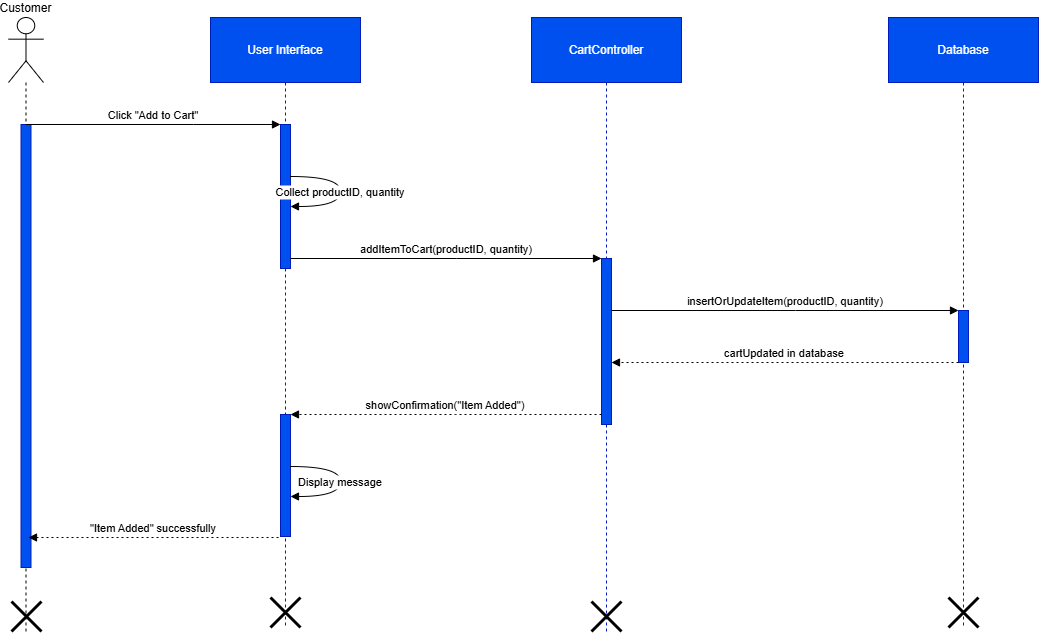 Customer
User Interface
CartController
Database
Click "Add to Cart"
Collect productID, quantity
addItemToCart(productID, quantity)
insertOrUpdateItem(productID, quantity)
cartUpdated in database
showConfirmation("Item Added")
Display message
"Item Added" successfully